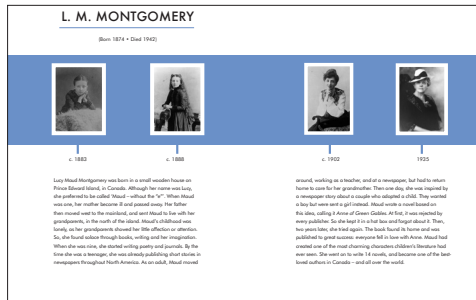 L. M. MONTGOMERY
(Born 1874 • Died 1942)
c. 1883
c. 1888
c. 1902
1935
Lucy Maud Montgomery was born in a small wooden house on
Prince Edward Island, in Canada. Although her name was Lucy,
she preferred to be called ‘Maud – without the “e”’. When Maud
was one, her mother became ill and passed away. Her father
then moved west to the mainland, and sent Maud to live with her
grandparents, in the north of the island. Maud’s childhood was
lonely, as her grandparents showed her little affection or attention.
So, she found solace through books, writing and her imagination.
When she was nine, she started writing poetry and journals. By the
time she was a teenager, she was already publishing short stories in
newspapers throughout North America. As an adult, Maud moved
around, working as a teacher, and at a newspaper, but had to return
home to care for her grandmother. Then one day, she was inspired by
a newspaper story about a couple who adopted a child. They wanted
a boy but were sent a girl instead. Maud wrote a novel based on
this idea, calling it Anne of Green Gables. At first, it was rejected by
every publisher. So she kept it in a hat box and forgot about it. Then,
two years later, she tried again. The book found its home and was
published to great success: everyone fell in love with Anne. Maud had
created one of the most charming characters children’s literature had
ever seen. She went on to write 14 novels, and became one of the best-
loved authors in Canada – and all over the world.